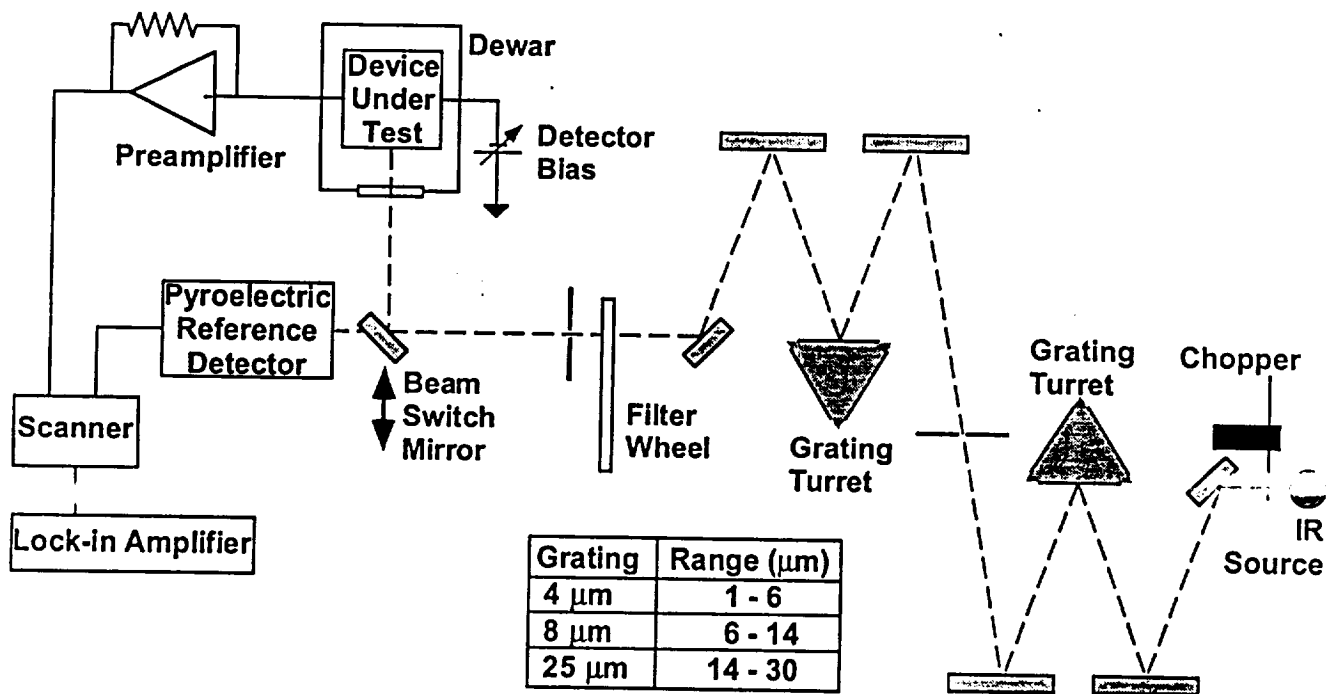 Dewar
Device
Under
Test
Preamplifier
Detector
Bias
Pyroelectric
Reference
Detector
Beam
Switch
Mirror
Filter
Wheel
Grating
Turret
Grating
Turret
Chopper
IR
Source
Scanner
Lock-in Amplifier
Grating Range (µm)
4 µm 1 - 6
8 µm 6 - 14
25 µm 14 - 30